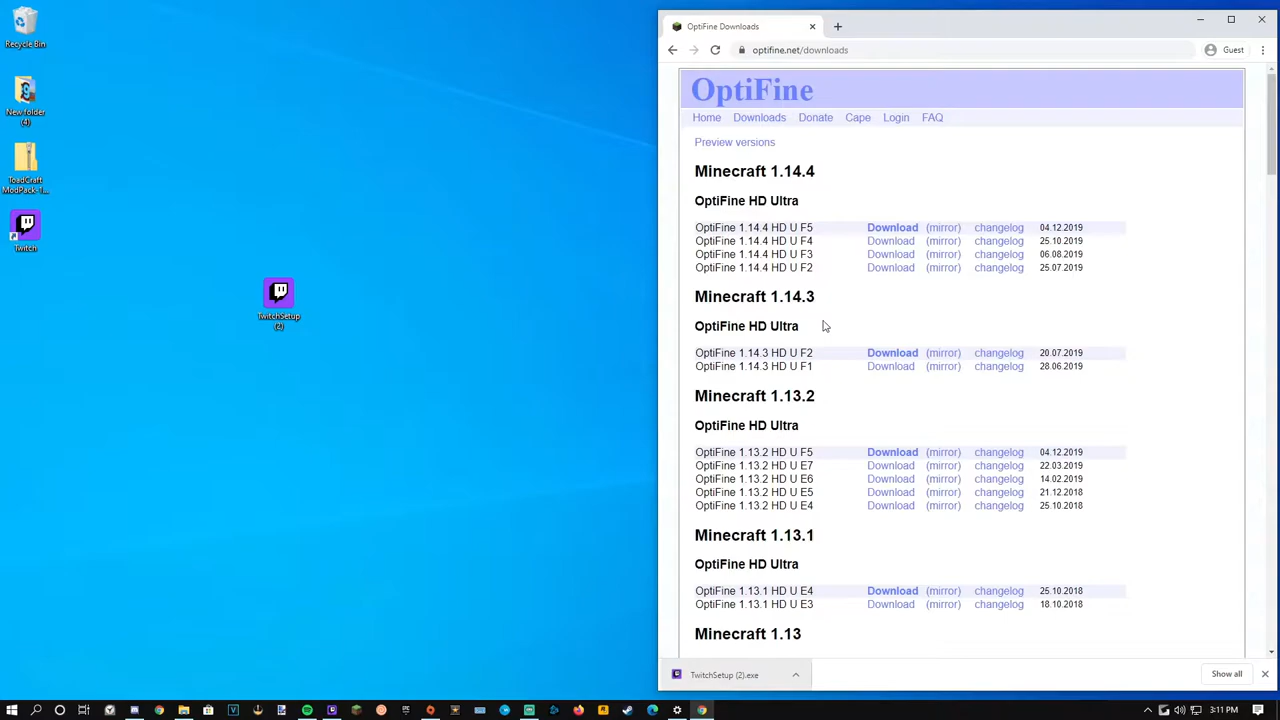 Recycle Bin
New folder
(4)
ToadCraft
ModPack-1...
Twitch
TwitchSetup
(2)
OptiFine Downloads
optifine.net/downloads
Guest
OptiFine
Home Downloads Donate Cape Login FAQ
Preview versions
Minecraft 1.14.4
OptiFine HD Ultra
OptiFine 1.14.4 HD U F5 Download (mirror) changelog 04.12.2019
OptiFine 1.14.4 HD U F4 Download (mirror) changelog 25.10.2019
OptiFine 1.14.4 HD U F3 Download (mirror) changelog 06.08.2019
OptiFine 1.14.4 HD U F2 Download (mirror) changelog 25.07.2019
Minecraft 1.14.3
OptiFine HD Ultra
OptiFine 1.14.3 HD U F2 Download (mirror) changelog 20.07.2019
OptiFine 1.14.3 HD U F1 Download (mirror) changelog 28.06.2019
Minecraft 1.13.2
OptiFine HD Ultra
OptiFine 1.13.2 HD U F5 Download (mirror) changelog 04.12.2019
OptiFine 1.13.2 HD U E7 Download (mirror) changelog 22.03.2019
OptiFine 1.13.2 HD U E6 Download (mirror) changelog 14.02.2019
OptiFine 1.13.2 HD U E5 Download (mirror) changelog 21.12.2018
OptiFine 1.13.2 HD U E4 Download (mirror) changelog 25.10.2018
Minecraft 1.13.1
OptiFine HD Ultra
OptiFine 1.13.1 HD U E4 Download (mirror) changelog 25.10.2018
OptiFine 1.13.1 HD U E3 Download (mirror) changelog 18.10.2018
Minecraft 1.13
TwitchSetup (2).exe
Show all
3:11 PM